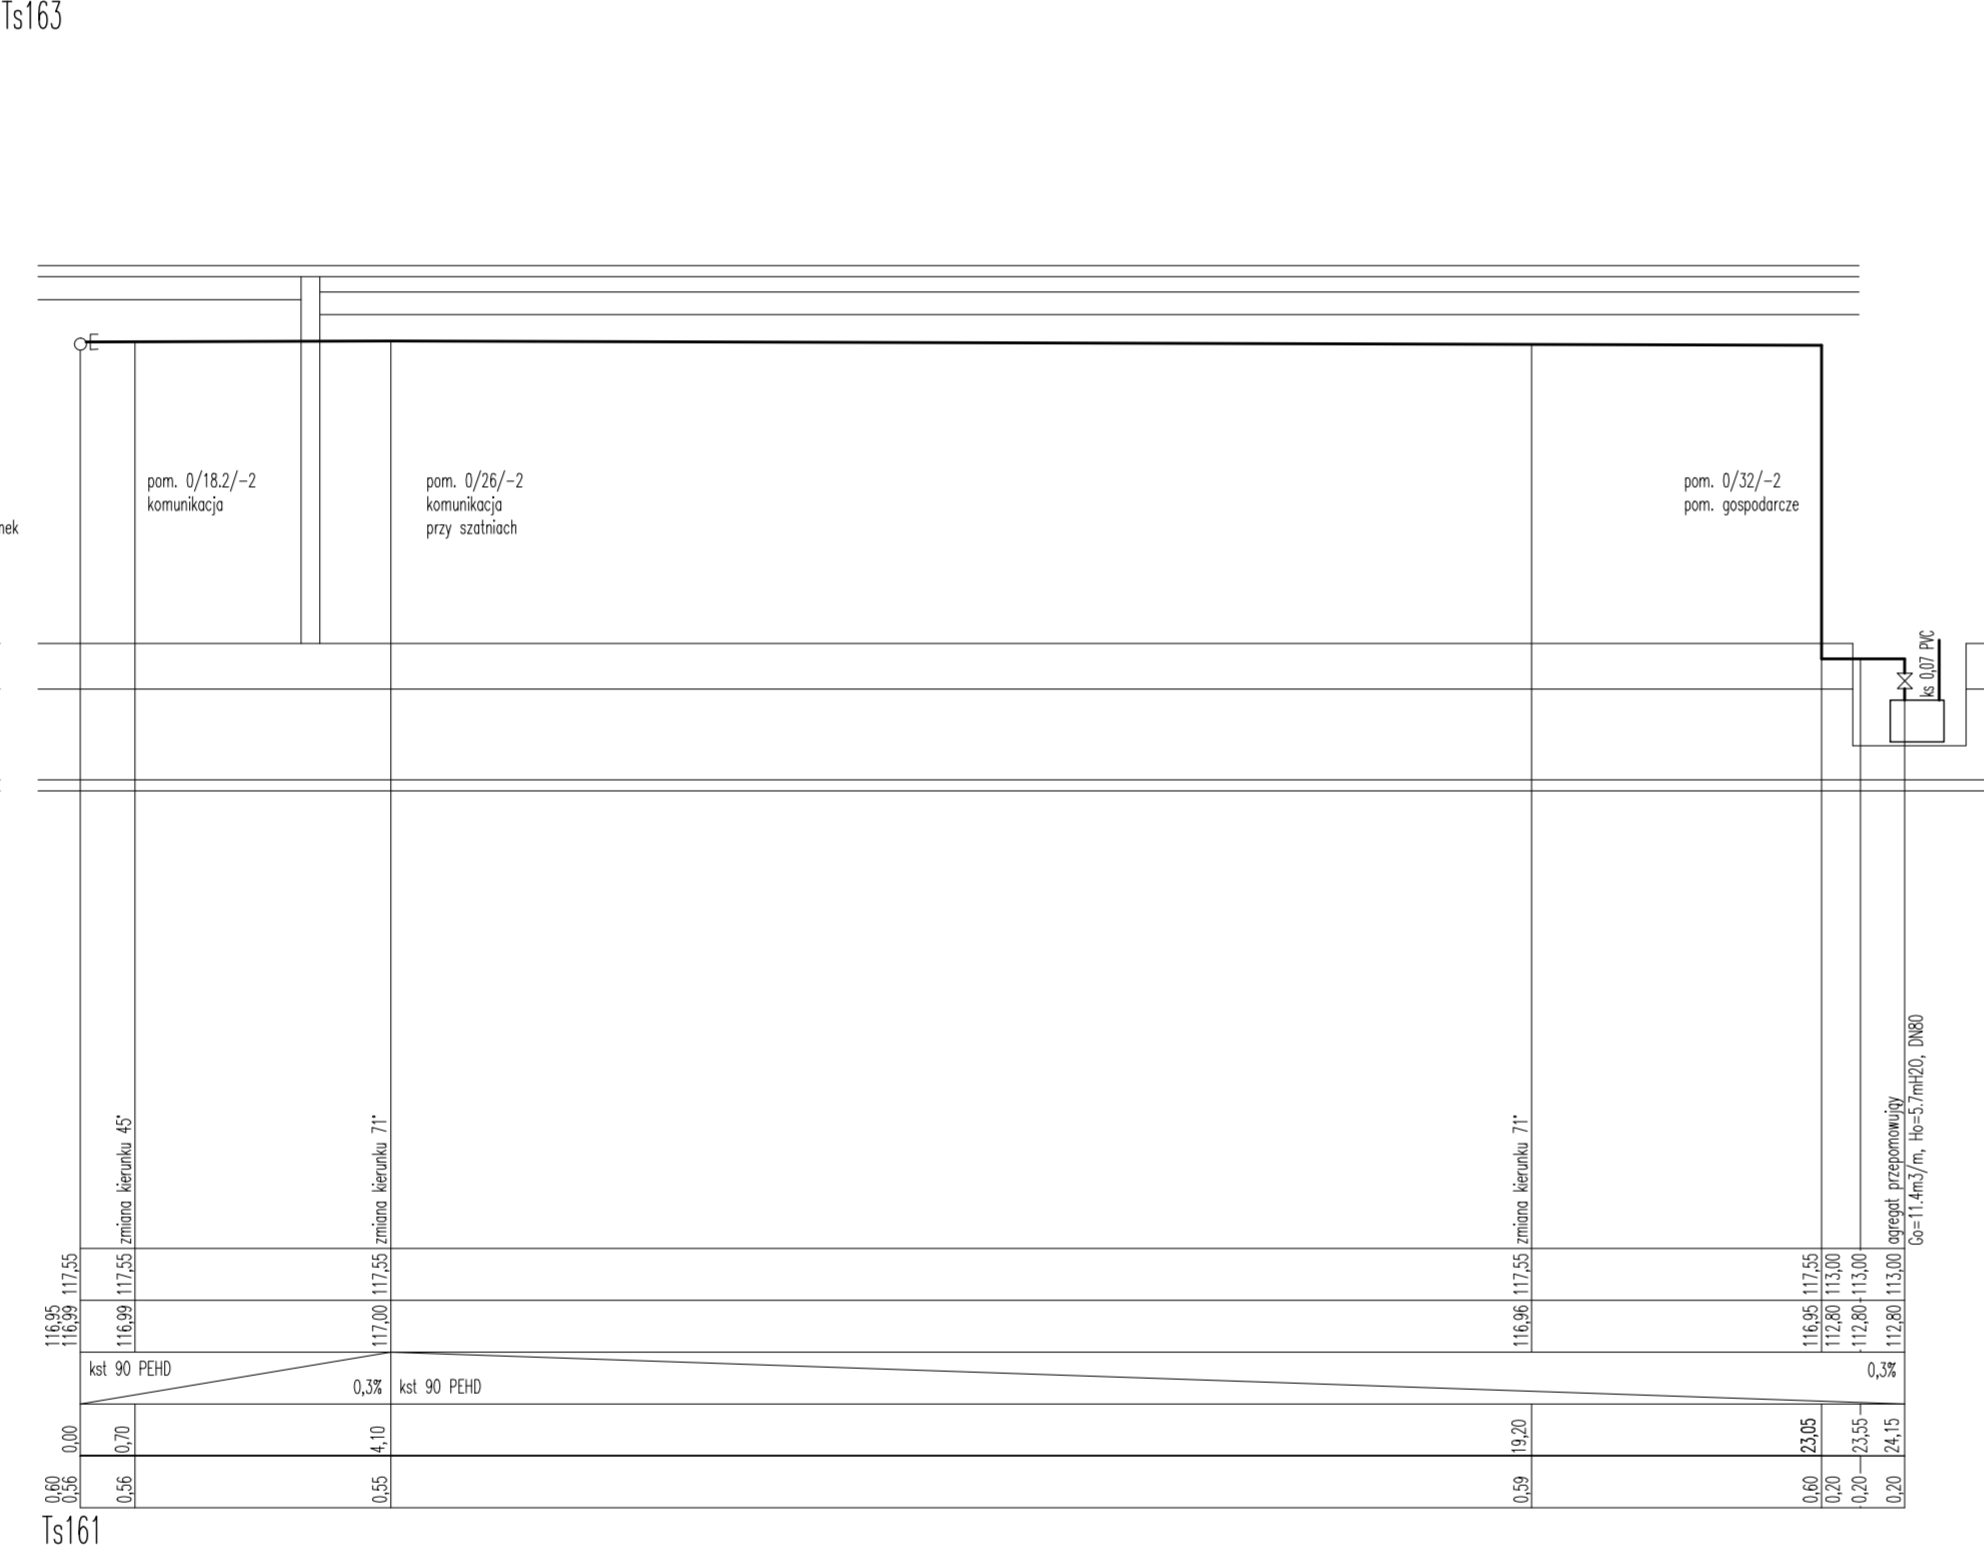 Ts163
E
pom. 0/18.2/-2
komunikacja
pom. 0/26/-2
komunikacja
przy szatniach
pom. 0/32/-2
pom. gospodarcze
nek
ks 0,07 PVC
zmiana kierunku 45°
zmiana kierunku 71°
zmiana kierunku 71°
agregat przepomowujący
Go=11.4m3/m, Ho=5.7mH2O, DN80
117,55 117,55 117,55 117,55 117,55 113,00 113,00 113,00
116,95 116,99 116,99 117,00 116,96 116,95 112,80 112,80 112,80
kst 90 PEHD 0,3% kst 90 PEHD 0,3%
0,00 0,70 4,10 19,20 23,05 23,55 24,15
0,60 0,56 0,56 0,55 0,59 0,60 0,20 0,20 0,20
Ts161